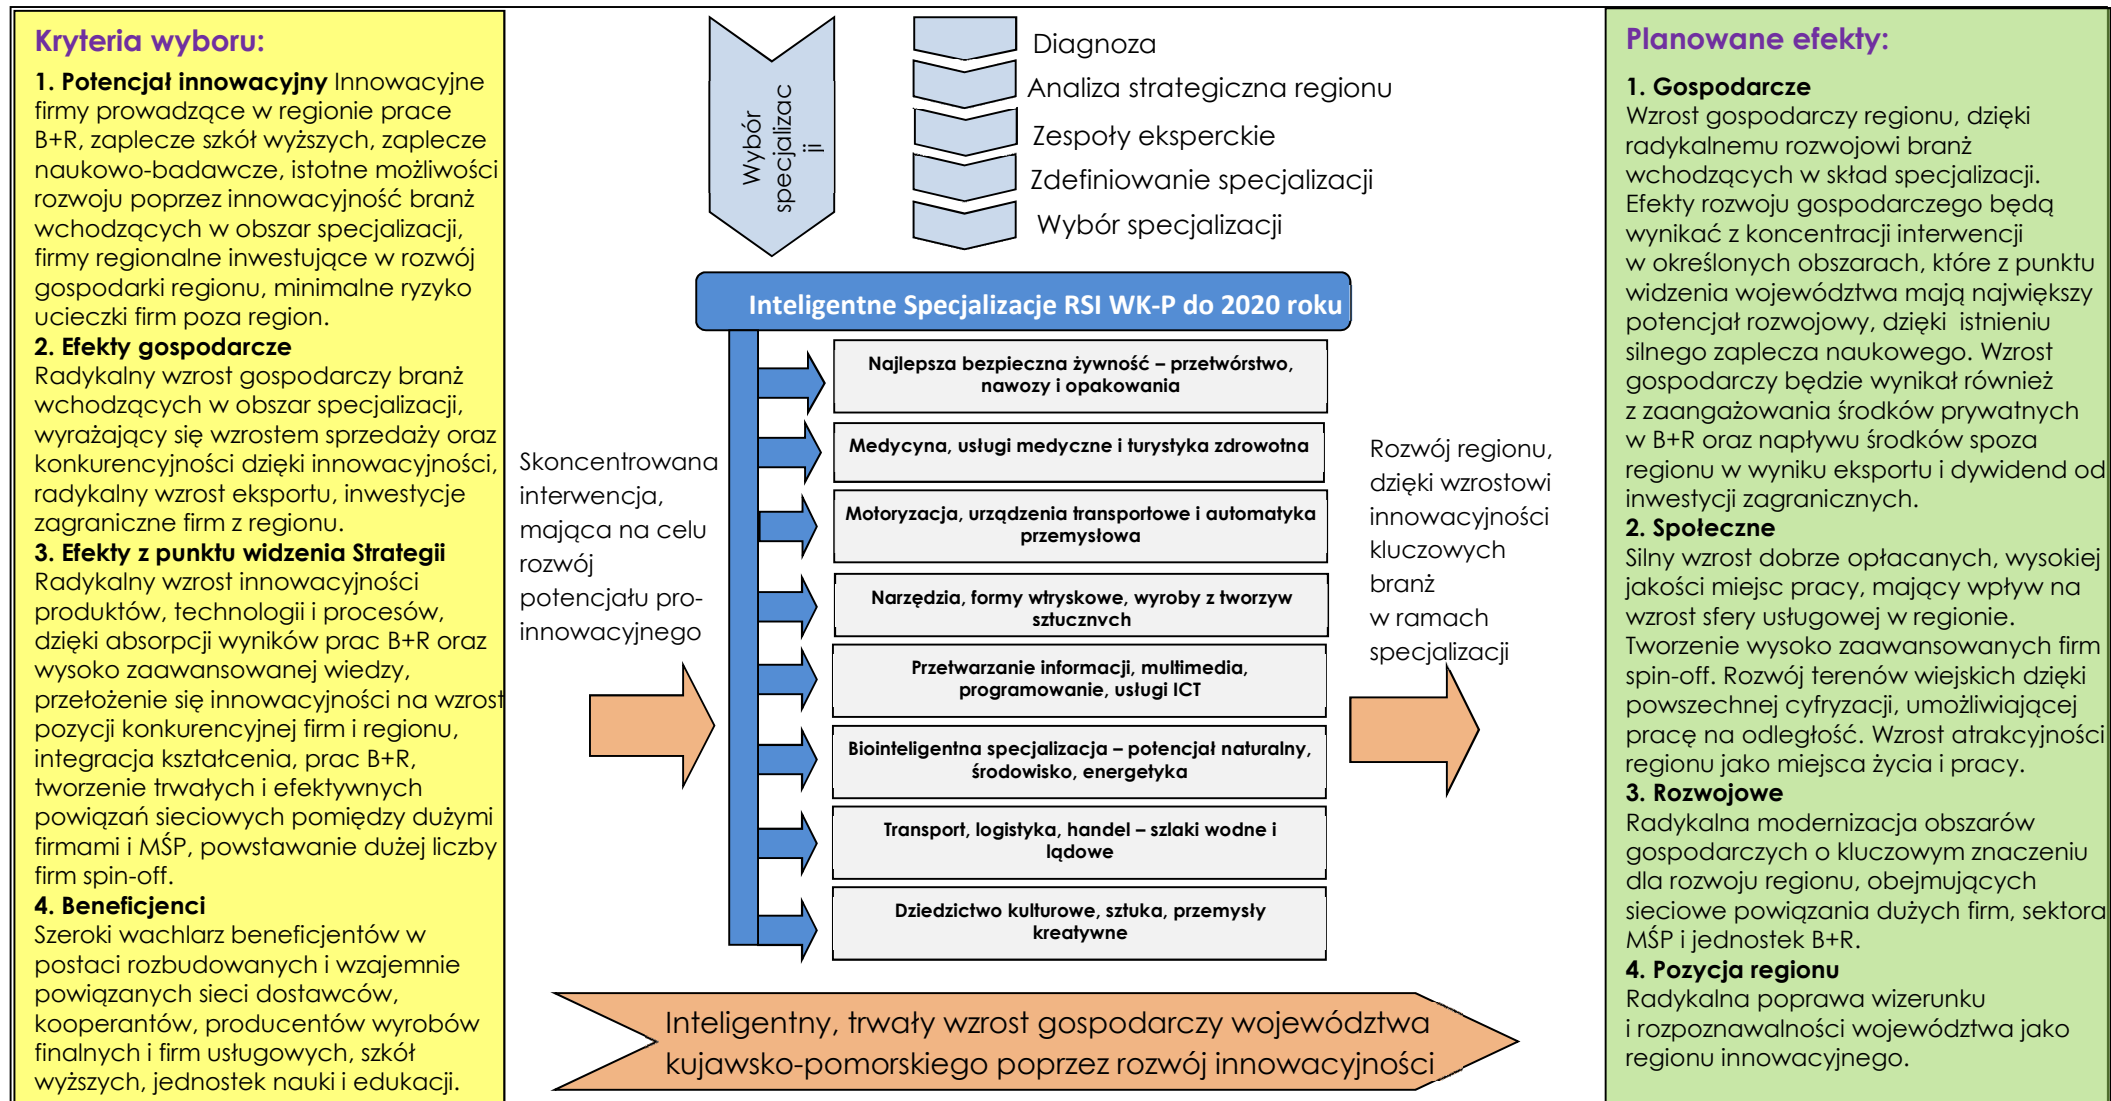 Kryteria wyboru:
1. Potencjał innowacyjny Innowacyjne
firmy prowadzące w regionie prace
B+R, zaplecze szkół wyższych, zaplecze
naukowo-badawcze, istotne możliwości
rozwoju poprzez innowacyjność branż
wchodzących w obszar specjalizacji,
firmy regionalne inwestujące w rozwój
gospodarki regionu, minimalne ryzyko
ucieczki firm poza region.
2. Efekty gospodarcze
Radykalny wzrost gospodarczy branż
wchodzących w obszar specjalizacji,
wyrażający się wzrostem sprzedaży oraz
konkurencyjności dzięki innowacyjności,
radykalny wzrost eksportu, inwestycje
zagraniczne firm z regionu.
3. Efekty z punktu widzenia Strategii
Radykalny wzrost innowacyjności
produktów, technologii i procesów,
dzięki absorpcji wyników prac B+R oraz
wysoko zaawansowanej wiedzy,
przełożenie się innowacyjności na wzrost
pozycji konkurencyjnej firm i regionu,
integracja kształcenia, prac B+R,
tworzenie trwałych i efektywnych
powiązań sieciowych pomiędzy dużymi
firmami i MŚP, powstawanie dużej liczby
firm spin-off.
4. Beneficjenci
Szeroki wachlarz beneficjentów w
postaci rozbudowanych i wzajemnie
powiązanych sieci dostawców,
kooperantów, producentów wyrobów
finalnych i firm usługowych, szkół
wyższych, jednostek nauki i edukacji.
Wybór
specjalizac
ji
Diagnoza
Analiza strategiczna regionu
Zespoły eksperckie
Zdefiniowanie specjalizacji
Wybór specjalizacji
Inteligentne Specjalizacje RSI WK-P do 2020 roku
Skoncentrowana
interwencja,
mająca na celu
rozwój
potencjału pro-
innowacyjnego
Najlepsza bezpieczna żywność – przetwórstwo,
nawozy i opakowania
Medycyna, usługi medyczne i turystyka zdrowotna
Motoryzacja, urządzenia transportowe i automatyka
przemysłowa
Narzędzia, formy wtryskowe, wyroby z tworzyw
sztucznych
Przetwarzanie informacji, multimedia,
programowanie, usługi ICT
Biointeligentna specjalizacja – potencjał naturalny,
środowisko, energetyka
Transport, logistyka, handel – szlaki wodne i
lądowe
Dziedzictwo kulturowe, sztuka, przemysły
kreatywne
Rozwój regionu,
dzięki wzrostowi
innowacyjności
kluczowych
branż
w ramach
specjalizacji
Inteligentny, trwały wzrost gospodarczy województwa
kujawsko-pomorskiego poprzez rozwój innowacyjności
Planowane efekty:
1. Gospodarcze
Wzrost gospodarczy regionu, dzięki
radykalnemu rozwojowi branż
wchodzących w skład specjalizacji.
Efekty rozwoju gospodarczego będą
wynikać z koncentracji interwencji
w określonych obszarach, które z punktu
widzenia województwa mają największy
potencjał rozwojowy, dzięki istnieniu
silnego zaplecza naukowego. Wzrost
gospodarczy będzie wynikał również
z zaangażowania środków prywatnych
w B+R oraz napływu środków spoza
regionu w wyniku eksportu i dywidend od
inwestycji zagranicznych.
2. Społeczne
Silny wzrost dobrze opłacanych, wysokiej
jakości miejsc pracy, mający wpływ na
wzrost sfery usługowej w regionie.
Tworzenie wysoko zaawansowanych firm
spin-off. Rozwój terenów wiejskich dzięki
powszechnej cyfryzacji, umożliwiającej
pracę na odległość. Wzrost atrakcyjności
regionu jako miejsca życia i pracy.
3. Rozwojowe
Radykalna modernizacja obszarów
gospodarczych o kluczowym znaczeniu
dla rozwoju regionu, obejmujących
sieciowe powiązania dużych firm, sektora
MŚP i jednostek B+R.
4. Pozycja regionu
Radykalna poprawa wizerunku
i rozpoznawalności województwa jako
regionu innowacyjnego.